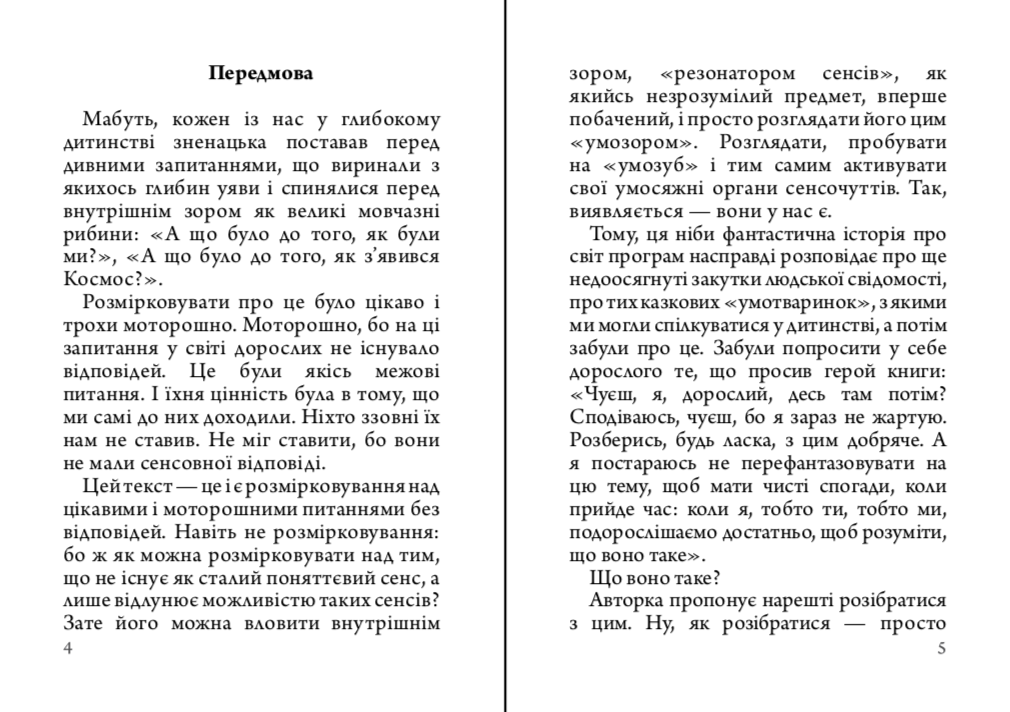 Передмова
Мабуть, кожен із нас у глибокому
дитинстві зненацька поставав перед
дивними запитаннями, що виринали з
якихось глибин уяви і спинялися перед
внутрішнім зором як великі мовчазні
рибини: «А що було до того, як були
ми?», «А що було до того, як з’явився
Космос?».
Розмірковувати про це було цікаво і
трохи моторошно. Моторошно, бо на ці
запитання у світі дорослих не існувало
відповідей. Це були якісь межові
питання. І їхня цінність була в тому, що
ми самі до них доходили. Ніхто ззовні їх
нам не ставив. Не міг ставити, бо вони
не мали сенсовної відповіді.
Цей текст — це і є розмірковування над
цікавими і моторошними питаннями без
відповідей. Навіть не розмірковування:
бо ж як можна розмірковувати над тим,
що не існує як сталий поняттєвий сенс, а
лише відлунює можливістю таких сенсів?
Зате його можна вловити внутрішнім
4
зором, «резонатором сенсів», як
якийсь незрозумілий предмет, вперше
побачений, і просто розглядати його цим
«умозором». Розглядати, пробувати
на «умозуб» і тим самим активувати
свої умосяжні органи сенсочуттів. Так,
виявляється — вони у нас є.
Тому, ця ніби фантастична історія про
світ програм насправді розповідає про ще
недоосягнуті закутки людської свідомості,
про тих казкових «умотваринок», з якими
ми могли спілкуватися у дитинстві, а потім
забули про це. Забули попросити у себе
дорослого те, що просив герой книги:
«Чуєш, я, дорослий, десь там потім?
Сподіваюсь, чуєш, бо я зараз не жартую.
Розберись, будь ласка, з цим добряче. А
я постараюсь не перефантазовувати на
цю тему, щоб мати чисті спогади, коли
прийде час: коли я, тобто ти, тобто ми,
подорослішаємо достатньо, щоб розуміти,
що воно таке».
Що воно таке?
Авторка пропонує нарешті розібратися
з цим. Ну, як розібратися — просто
5